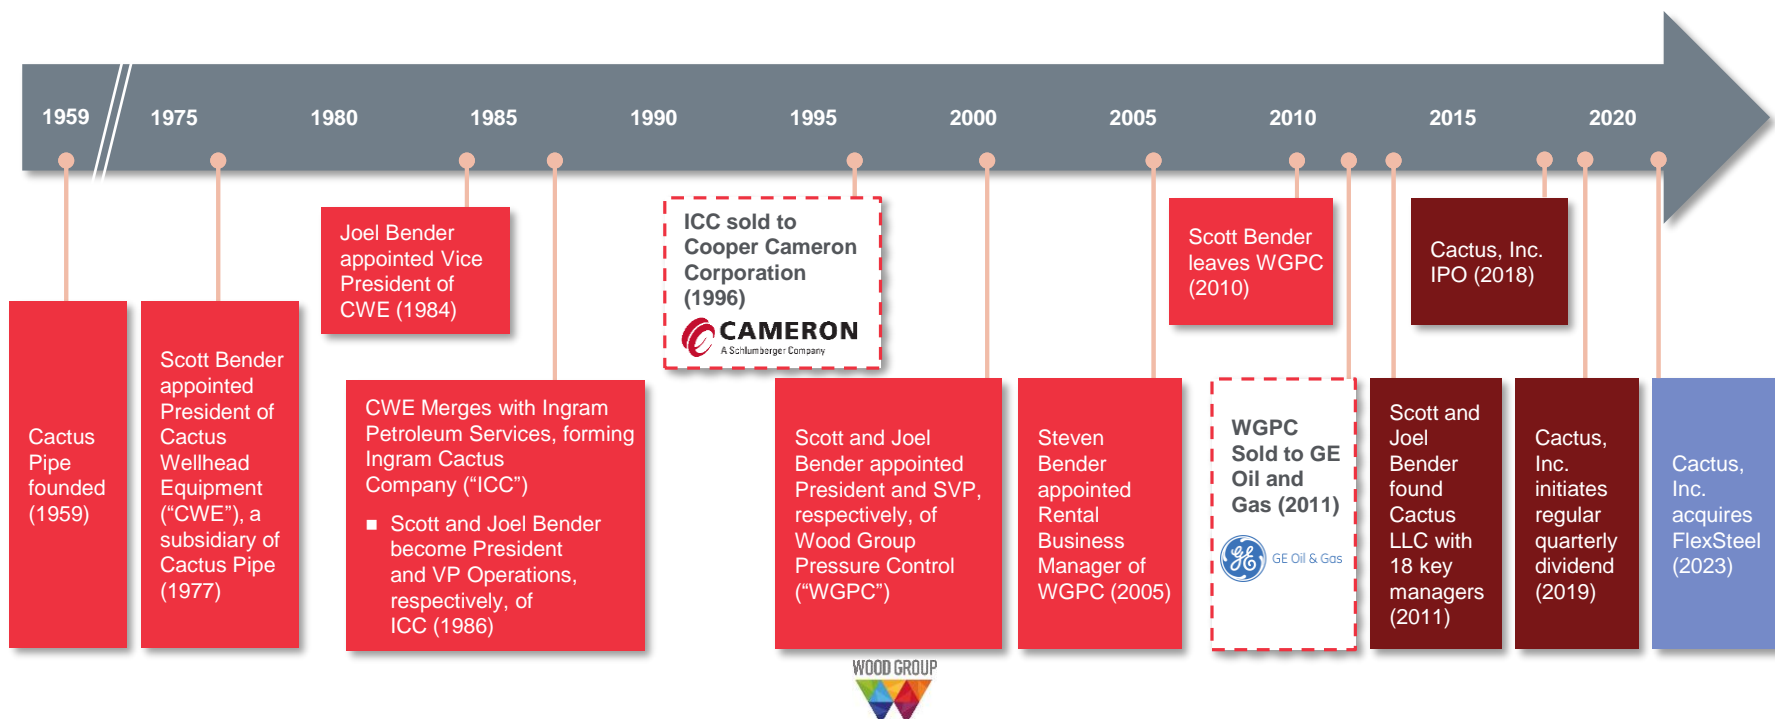 1959
1975
1980
1985
1990
1995
2000
2005
2010
2015
2020
Cactus
Pipe
founded
(1959)
Scott Bender
appointed
President of
Cactus
Wellhead
Equipment
(“CWE”), a
subsidiary of
Cactus Pipe
(1977)
Joel Bender
appointed Vice
President of
CWE (1984)
CWE Merges with Ingram
Petroleum Services, forming
Ingram Cactus
Company (“ICC”)
■ Scott and Joel Bender
become President
and VP Operations,
respectively, of
ICC (1986)
ICC sold to
Cooper Cameron
Corporation
(1996)
CAMERON
A Schlumberger Company
Scott and Joel
Bender appointed
President and SVP,
respectively, of
Wood Group
Pressure Control
(“WGPC”)
WOOD GROUP
Steven
Bender
appointed
Rental
Business
Manager of
WGPC (2005)
Scott Bender
leaves WGPC
(2010)
WGPC
Sold to GE
Oil and
Gas (2011)
GE Oil & Gas
Scott and
Joel
Bender
found
Cactus
LLC with
18 key
managers
(2011)
Cactus, Inc.
IPO (2018)
Cactus,
Inc.
initiates
regular
quarterly
dividend
(2019)
Cactus,
Inc.
acquires
FlexSteel
(2023)